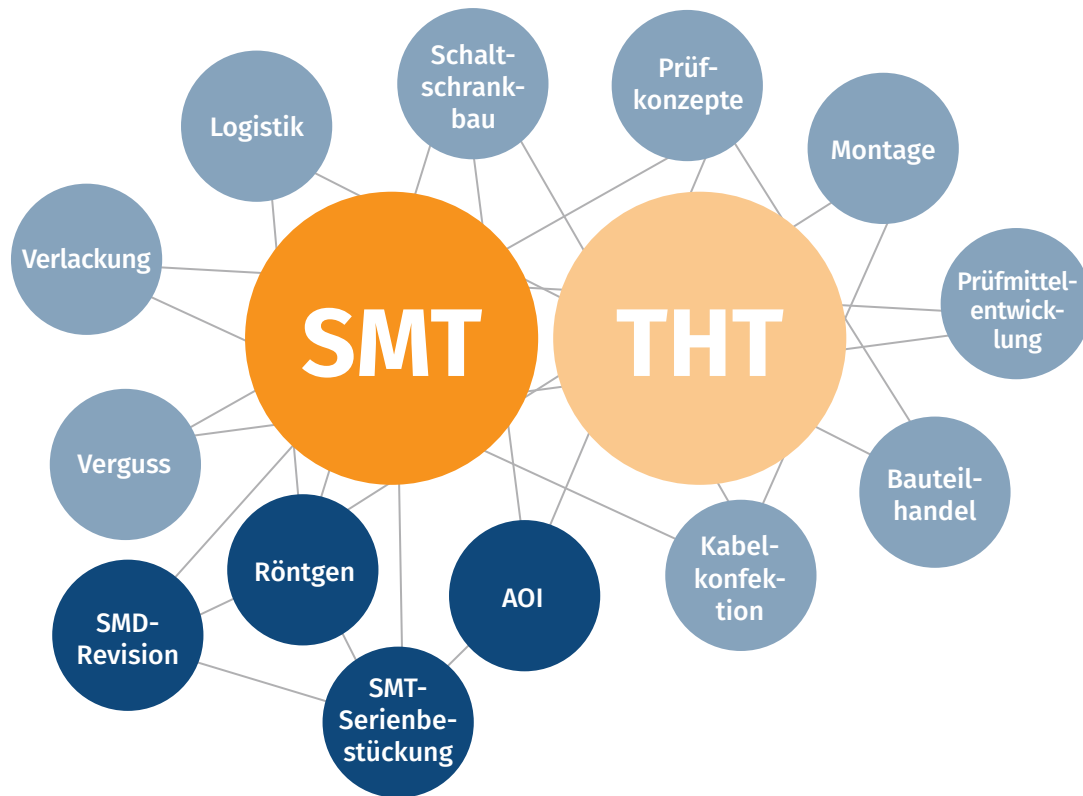 Schalt-
schrank-
bau
Prüf-
konzepte
Logistik
Montage
Verlackung
Prüfmittel-
entwick-
lung
SMT
THT
Verguss
Bauteil-
handel
Röntgen
AOI
Kabel-
konfek-
tion
SMD-
Revision
SMT-
Serienbe-
stückung